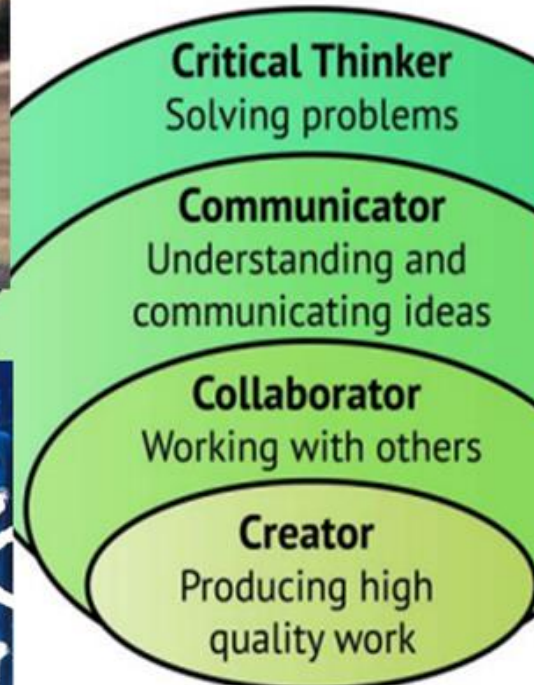 Critical Thinker
Solving problems
Communicator
Understanding and
communicating ideas
Collaborator
Working with others
Creator
Producing high
quality work